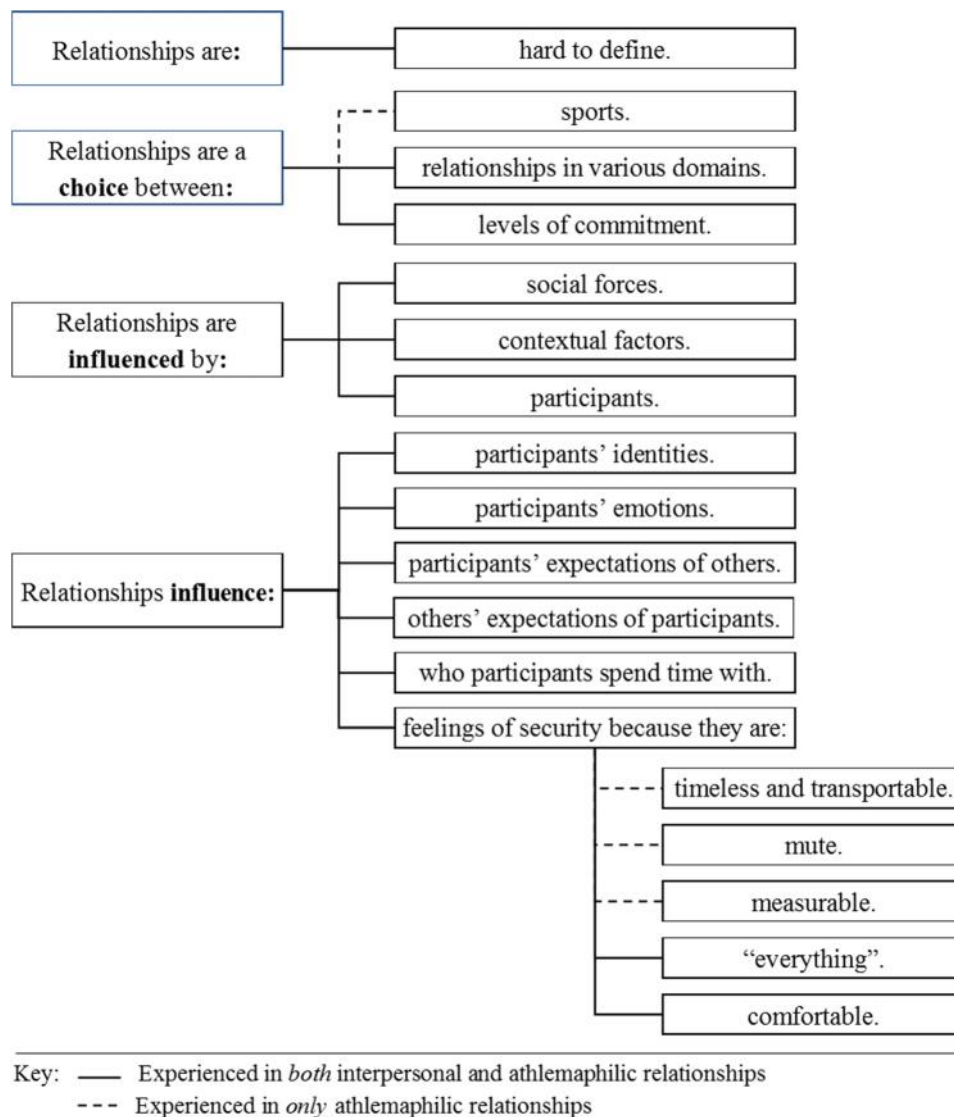 Relationships are:
hard to define.
Relationships are a
choice between:
sports.
relationships in various domains.
levels of commitment.
Relationships are
influenced by:
social forces.
contextual factors.
participants.
Relationships influence:
participants’ identities.
participants’ emotions.
participants’ expectations of others.
others’ expectations of participants.
who participants spend time with.
feelings of security because they are:
timeless and transportable.
mute.
measurable.
“everything”.
comfortable.
Key: Experienced in both interpersonal and athlemaphilic relationships
Experienced in only athlemaphilic relationships